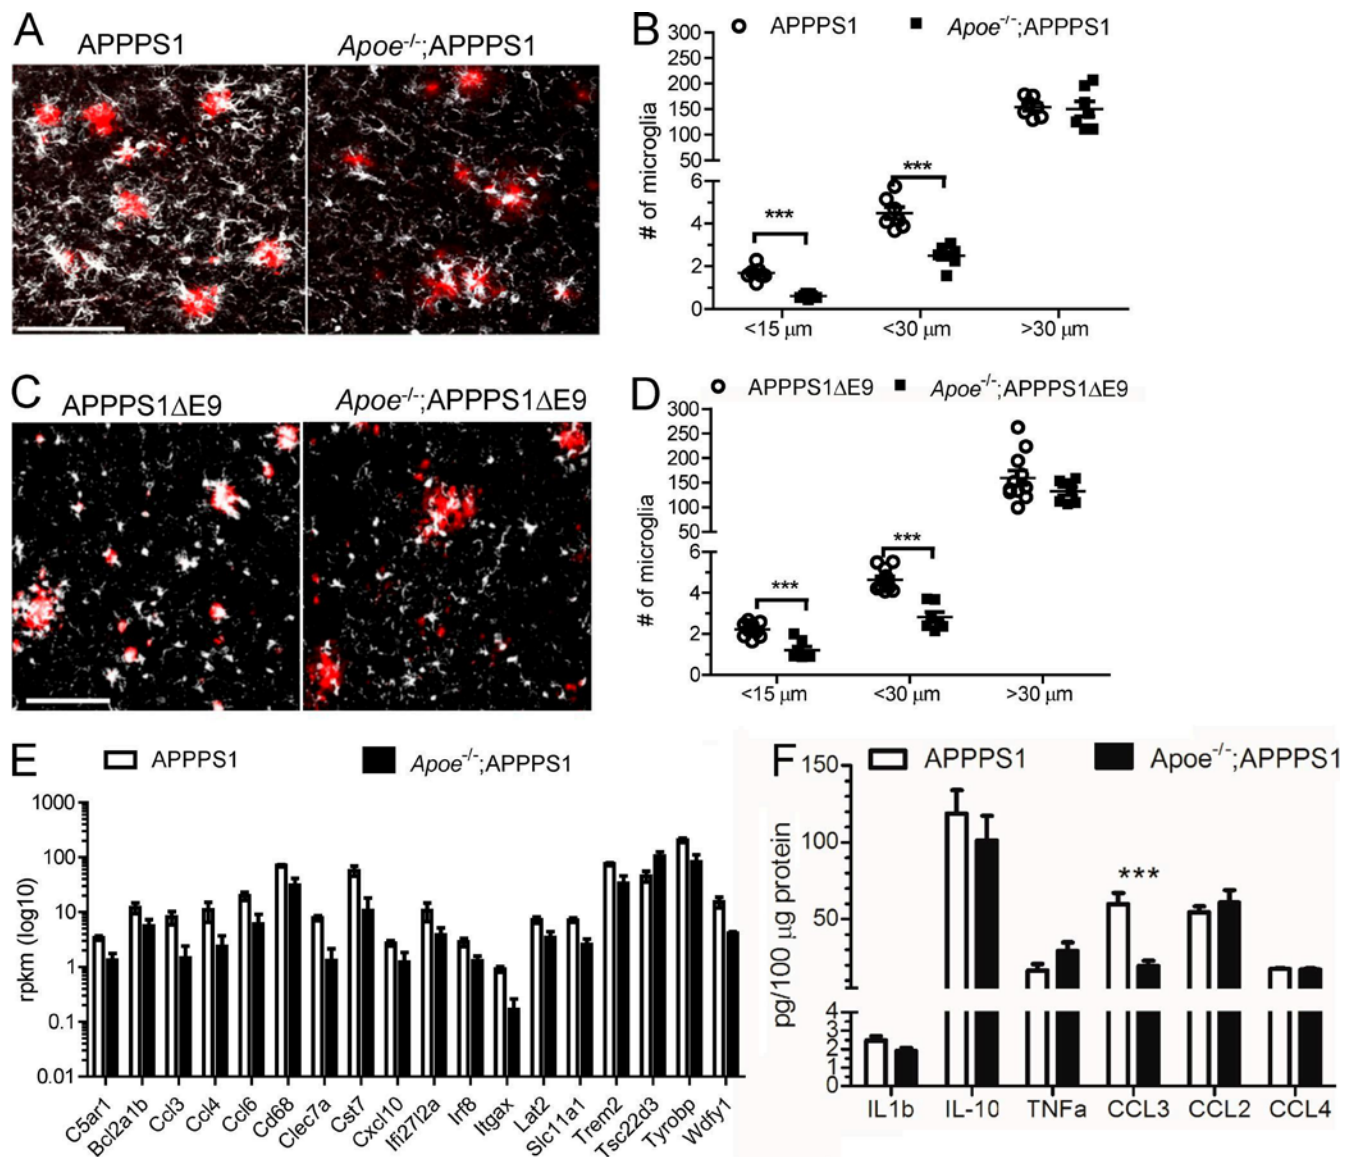 A
APPPS1
Apoe-/-;APPPS1
B
APPPS1
Apoe-/-;APPPS1
# of microglia
300
250
200
150
100
50
6
4
2
0
***
***
<15 μm
<30 μm
>30 μm
C
APPPS1ΔE9
Apoe-/-;APPPS1ΔE9
D
APPPS1ΔE9
Apoe-/-;APPPS1ΔE9
# of microglia
300
250
200
150
100
50
6
4
2
0
***
***
<15 μm
<30 μm
>30 μm
E
APPPS1
Apoe-/-;APPPS1
rpkm (log10)
1000
100
10
1
0.1
0.01
C5ar1
Bcl2a1b
Ccl3
Ccl4
Ccl6
Cd68
Clec7a
Cst7
Cxcl10
Ifi27l2a
Irf8
Itgax
Lat2
Slc11a1
Trem2
Tsc22d3
Tyrobp
Wdfy1
F
APPPS1
Apoe-/-;APPPS1
pg/100 μg protein
150
100
50
4
3
2
1
0
***
IL1b
IL-10
TNFa
CCL3
CCL2
CCL4